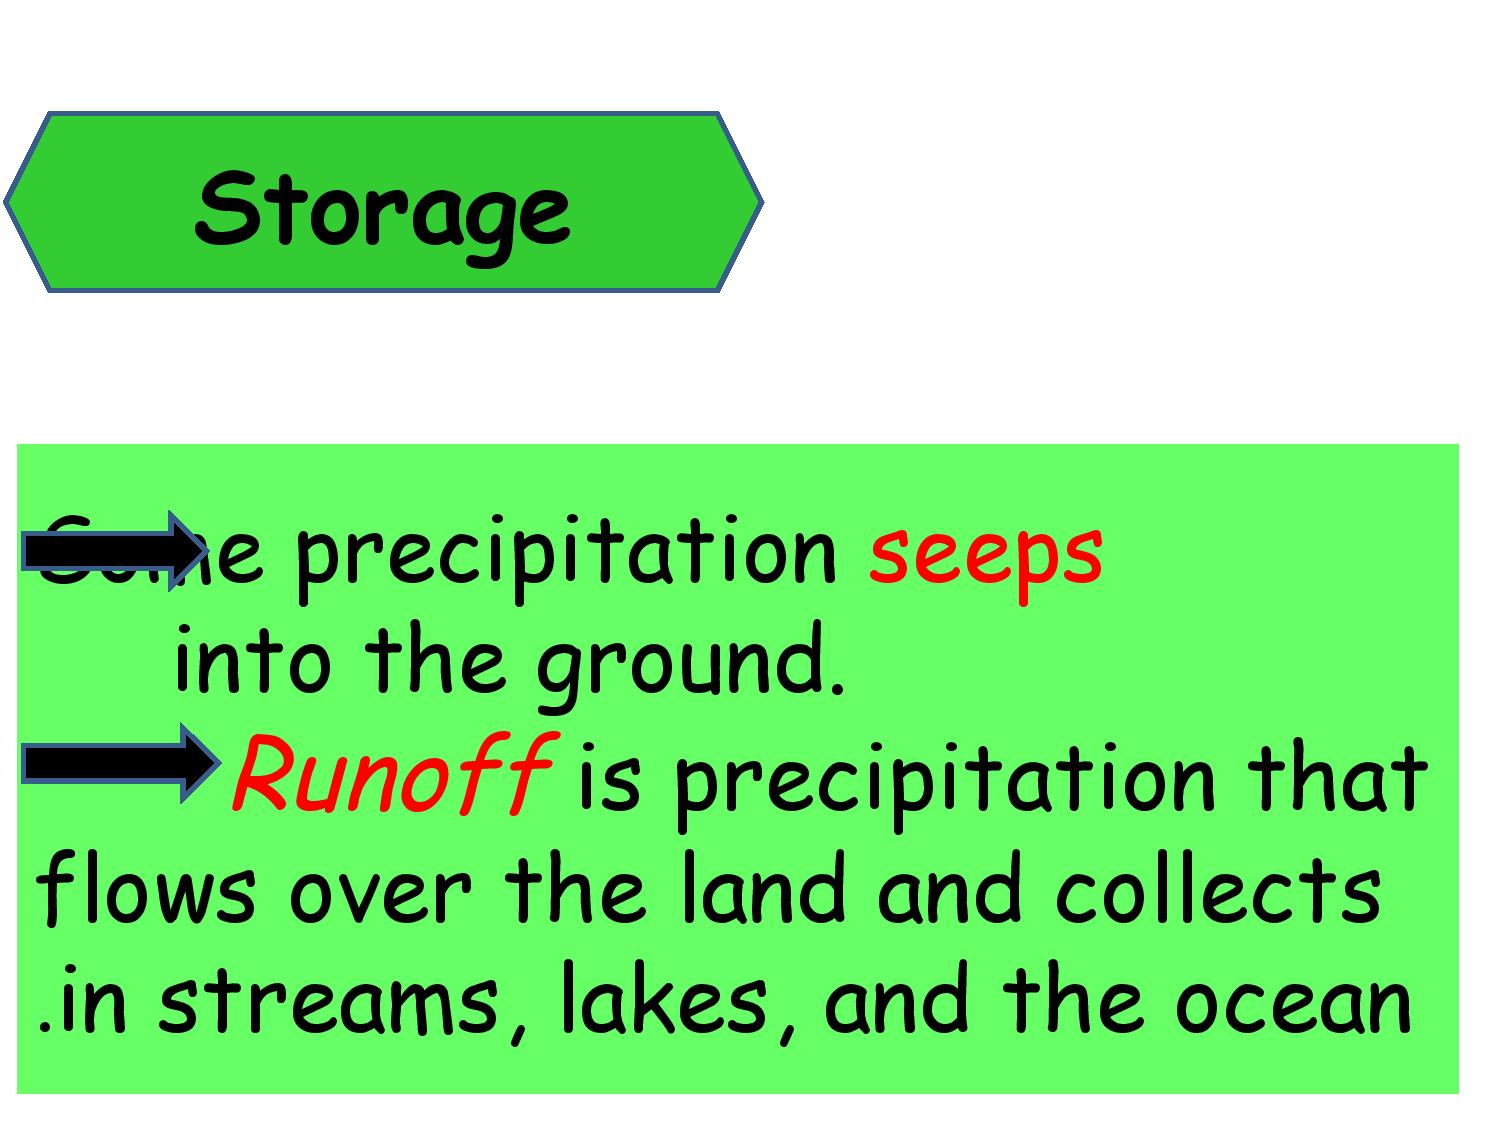 Storage
Some precipitation seeps
into the ground.
Runoff is precipitation that
flows over the land and collects
.in streams, lakes, and the ocean